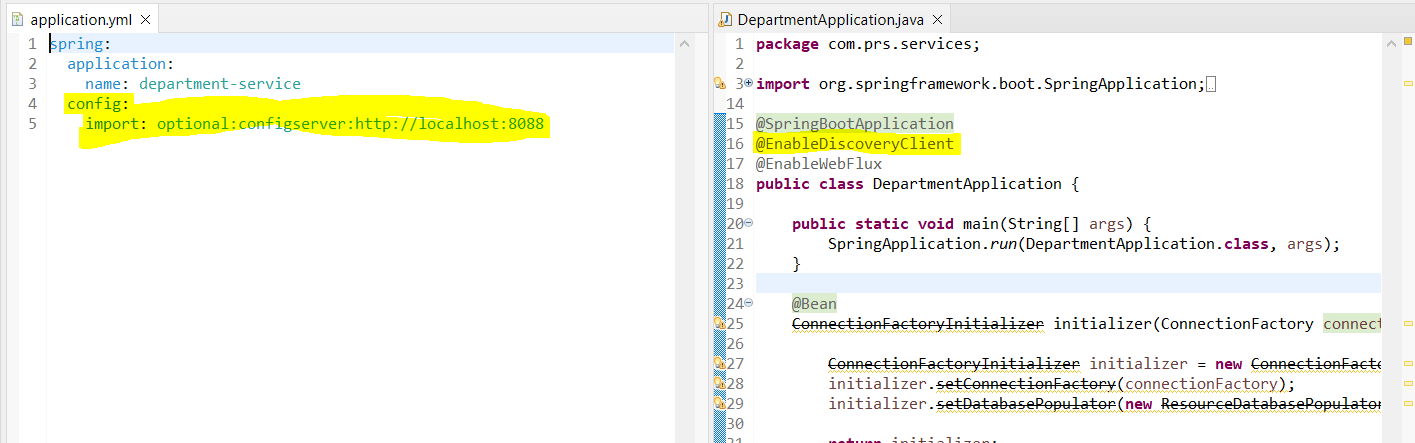 application.yml
1 spring:
2 application:
3 name: department-service
4 config:
5 import: optional:configserver:http://localhost:8088
DepartmentApplication.java
1 package com.prs.services;
2
3 import org.springframework.boot.SpringApplication;
14
15 @SpringBootApplication
16 @EnableDiscoveryClient
17 @EnableWebFlux
18 public class DepartmentApplication {
19
20 public static void main(String[] args) {
21 SpringApplication.run(DepartmentApplication.class, args);
22 }
23
24 @Bean
25 ConnectionFactoryInitializer initializer(ConnectionFactory connect
26
27 ConnectionFactoryInitializer initializer = new ConnectionFacto
28 initializer.setConnectionFactory(connectionFactory);
29 initializer.setDatabasePopulator(new ResourceDatabasePopulator
30
31 return initializer;